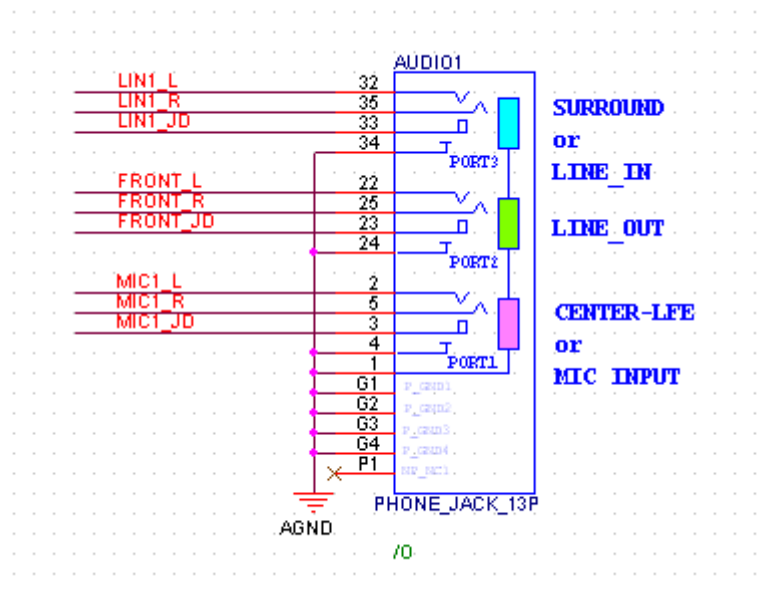 AUDIO1
LIN1_L 32
LIN1_R 35
LIN1_JD 33
34
PORT3
SURROUND
or
LINE_IN
FRONT_L 22
FRONT_R 25
FRONT_JD 23
24
PORT2
LINE_OUT
MIC1_L 2
MIC1_R 5
MIC1_JD 3
4
PORT1
1
CENTER-LFE
or
MIC INPUT
G1 P_GND1
G2 P_GND2
G3 P_GND3
G4 P_GND4
P1 NP_NC1
PHONE_JACK_13P
AGND
/0